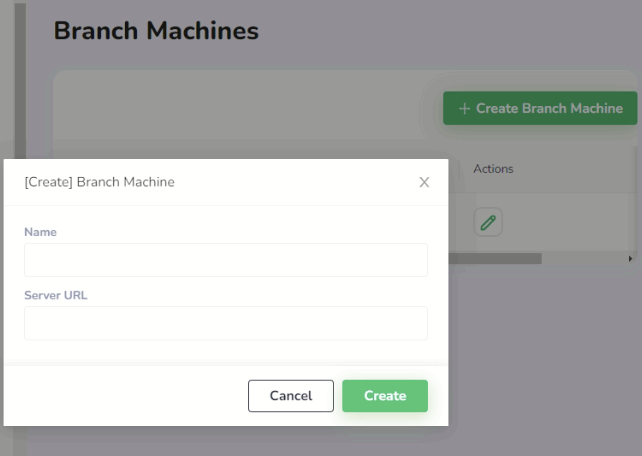 Branch Machines
+ Create Branch Machine
Actions
[Create] Branch Machine
X
Name
Server URL
Cancel
Create